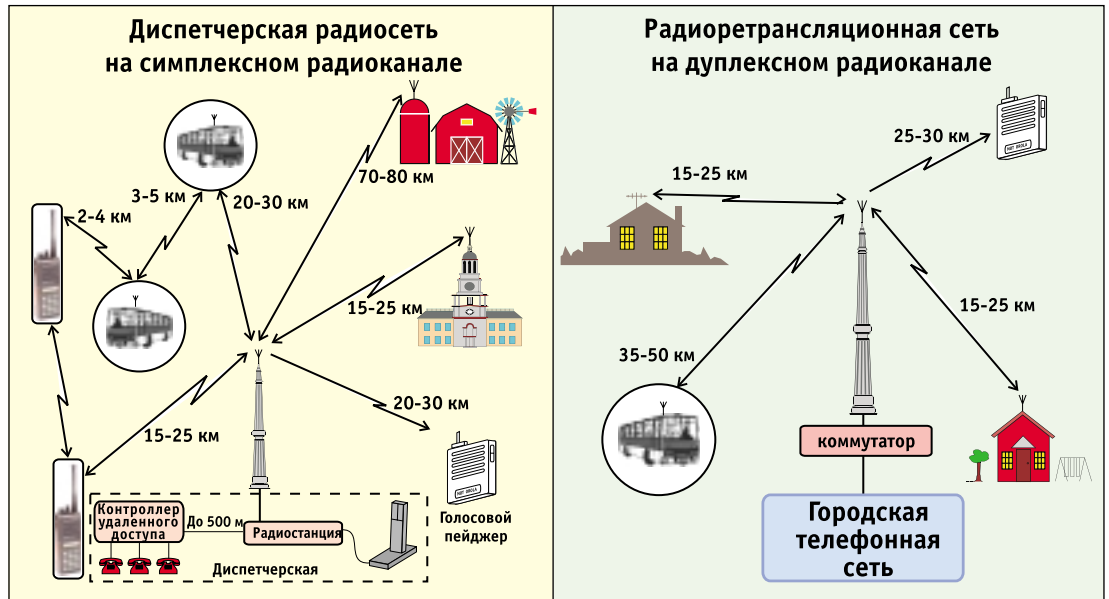 Диспетчерская радиосеть
на симплексном радиоканале
70-80 км
3-5 км
20-30 км
2-4 км
15-25 км
20-30 км
15-25 км
Голосовой
пейджер
Контроллер
удаленного
доступа
До 500 м
Радиостанция
Диспетчерская
Радиоретрансляционная сеть
на дуплексном радиоканале
25-30 км
15-25 км
15-25 км
35-50 км
коммутатор
Городская
телефонная
сеть